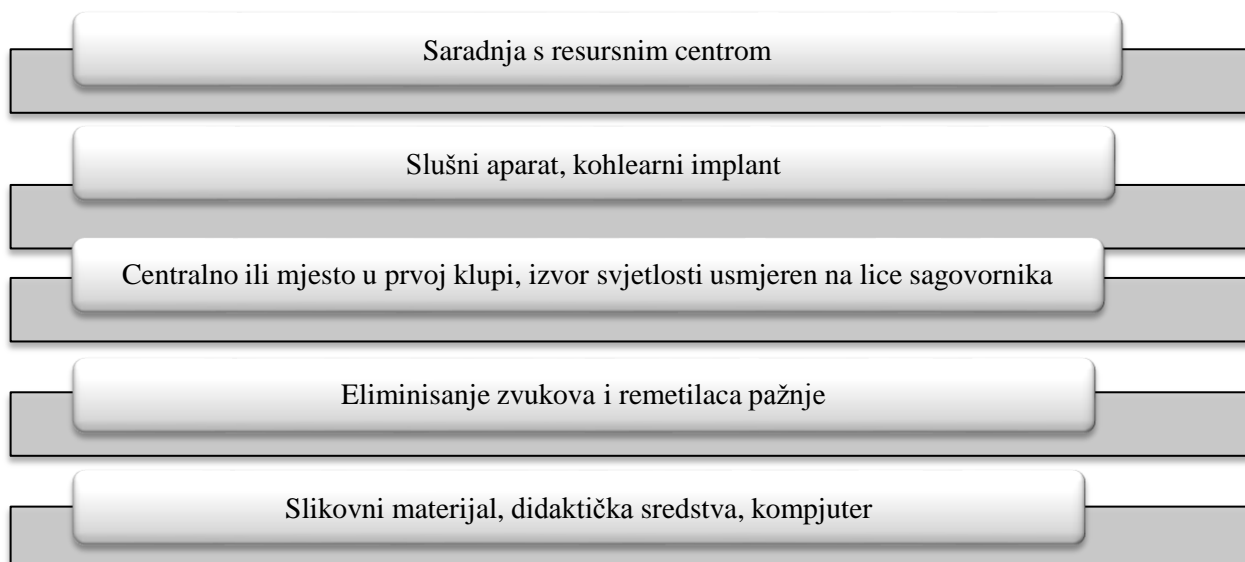 Saradnja s resursnim centrom
Slušni aparat, kohlearni implant
Centralno ili mjesto u prvoj klupi, izvor svjetlosti usmjeren na lice sagovornika
Eliminisanje zvukova i remetilaca pažnje
Slikovni materijal, didaktička sredstva, kompjuter